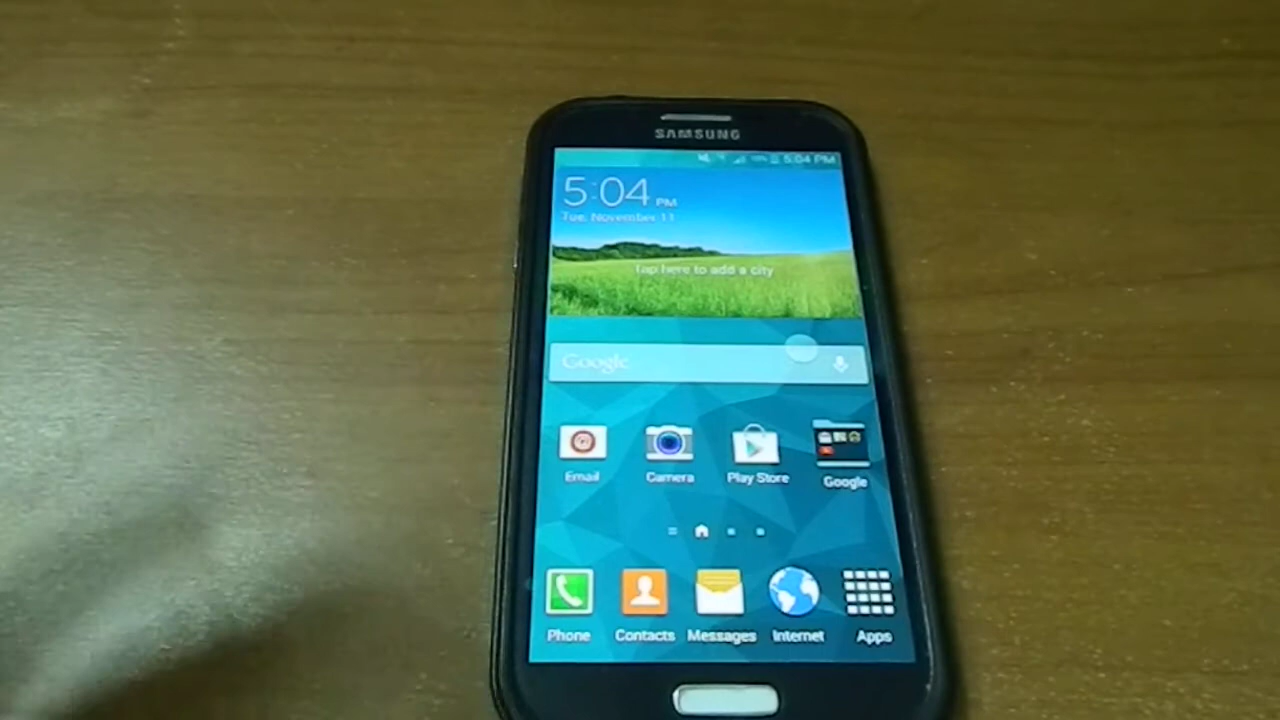 SAMSUNG
5:04 PM
5:04 PM
Tue, November 11
Tap here to add a city
Google
Email Camera Play Store Google
Phone Contacts Messages Internet Apps